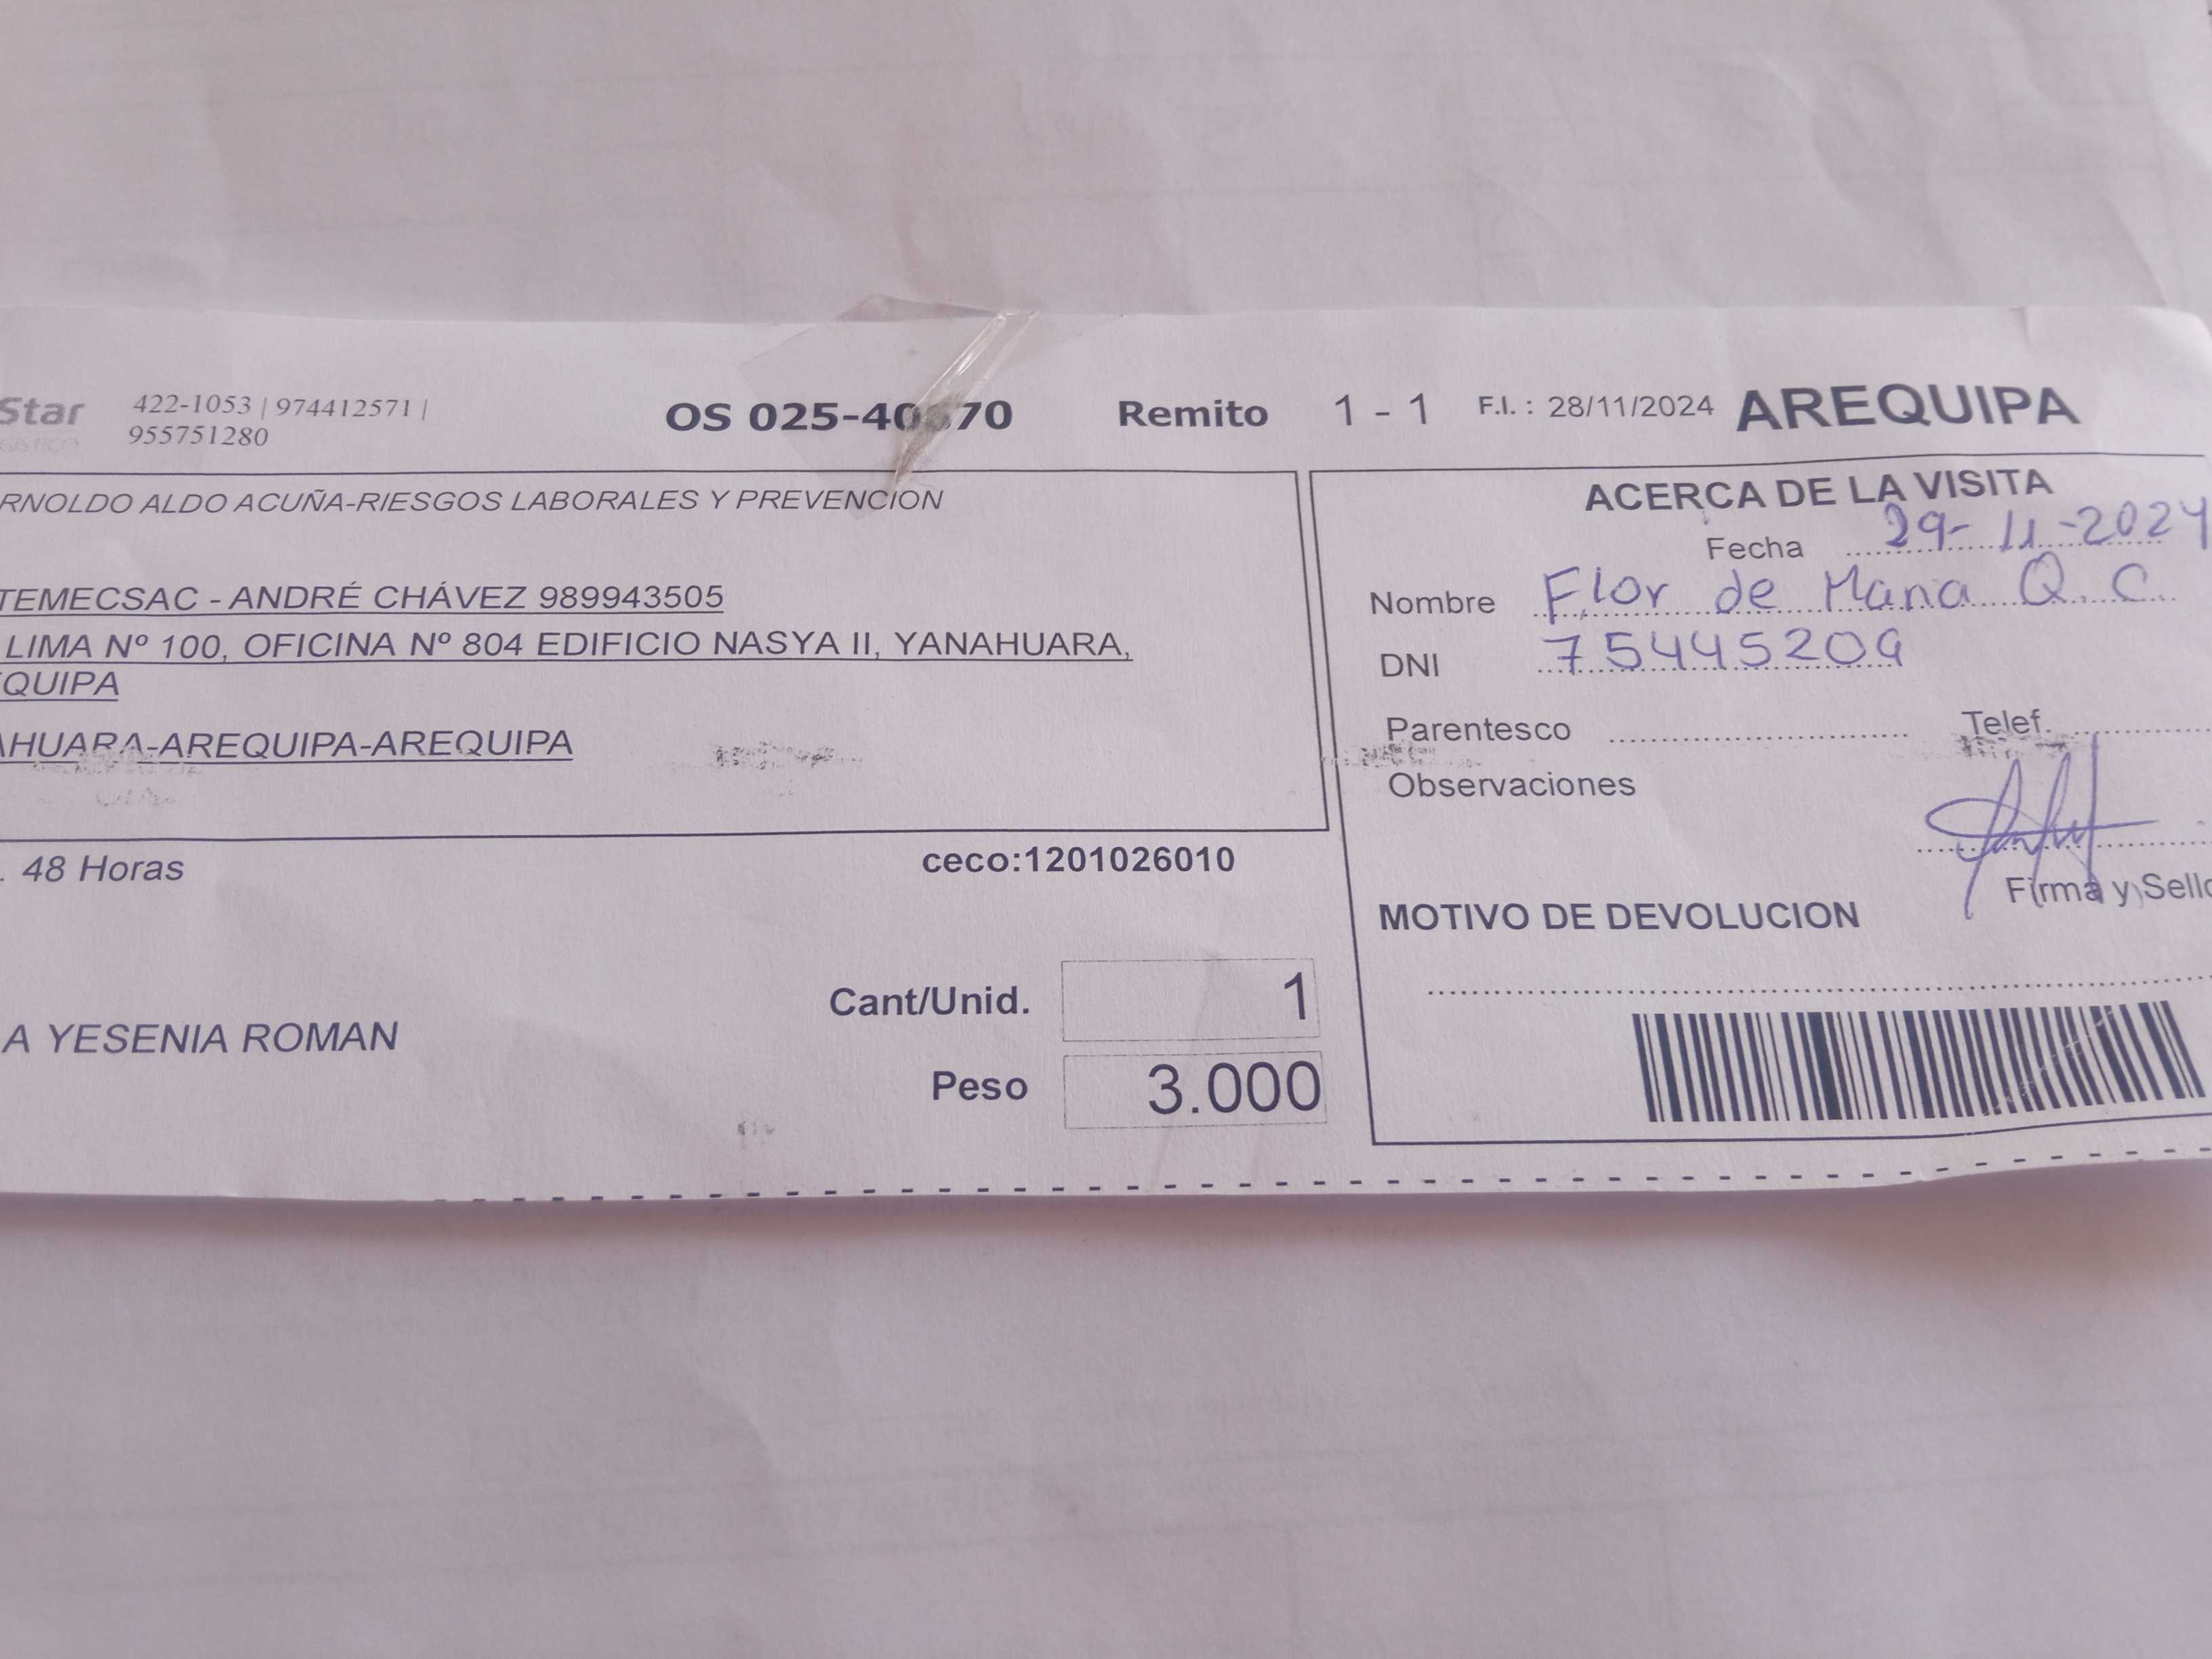 Star
422-1053 | 974412571 |
955751280
OS Remito 1 - 1 F.I. : 28/11/2024 AREQUIPA
RNOLDO ALDO ACUÑA-RIESGOS LABORALES Y PREVENCION
TEMECSAC - ANDRÉ CHÁVEZ 989943505
LIMA Nº 100, OFICINA Nº 804 EDIFICIO NASYA II, YANAHUARA,
QUIPA
AHUARA-AREQUIPA-AREQUIPA
. 48 Horas
ceco:1201026010
A YESENIA ROMAN
Cant/Unid. 1
Peso 3.000
ACERCA DE LA VISITA
Fecha 29-11-2024
Nombre Flor de Maria Q. C.
DNI
Parentesco Telef.
Observaciones
Firma y Sello
MOTIVO DE DEVOLUCION